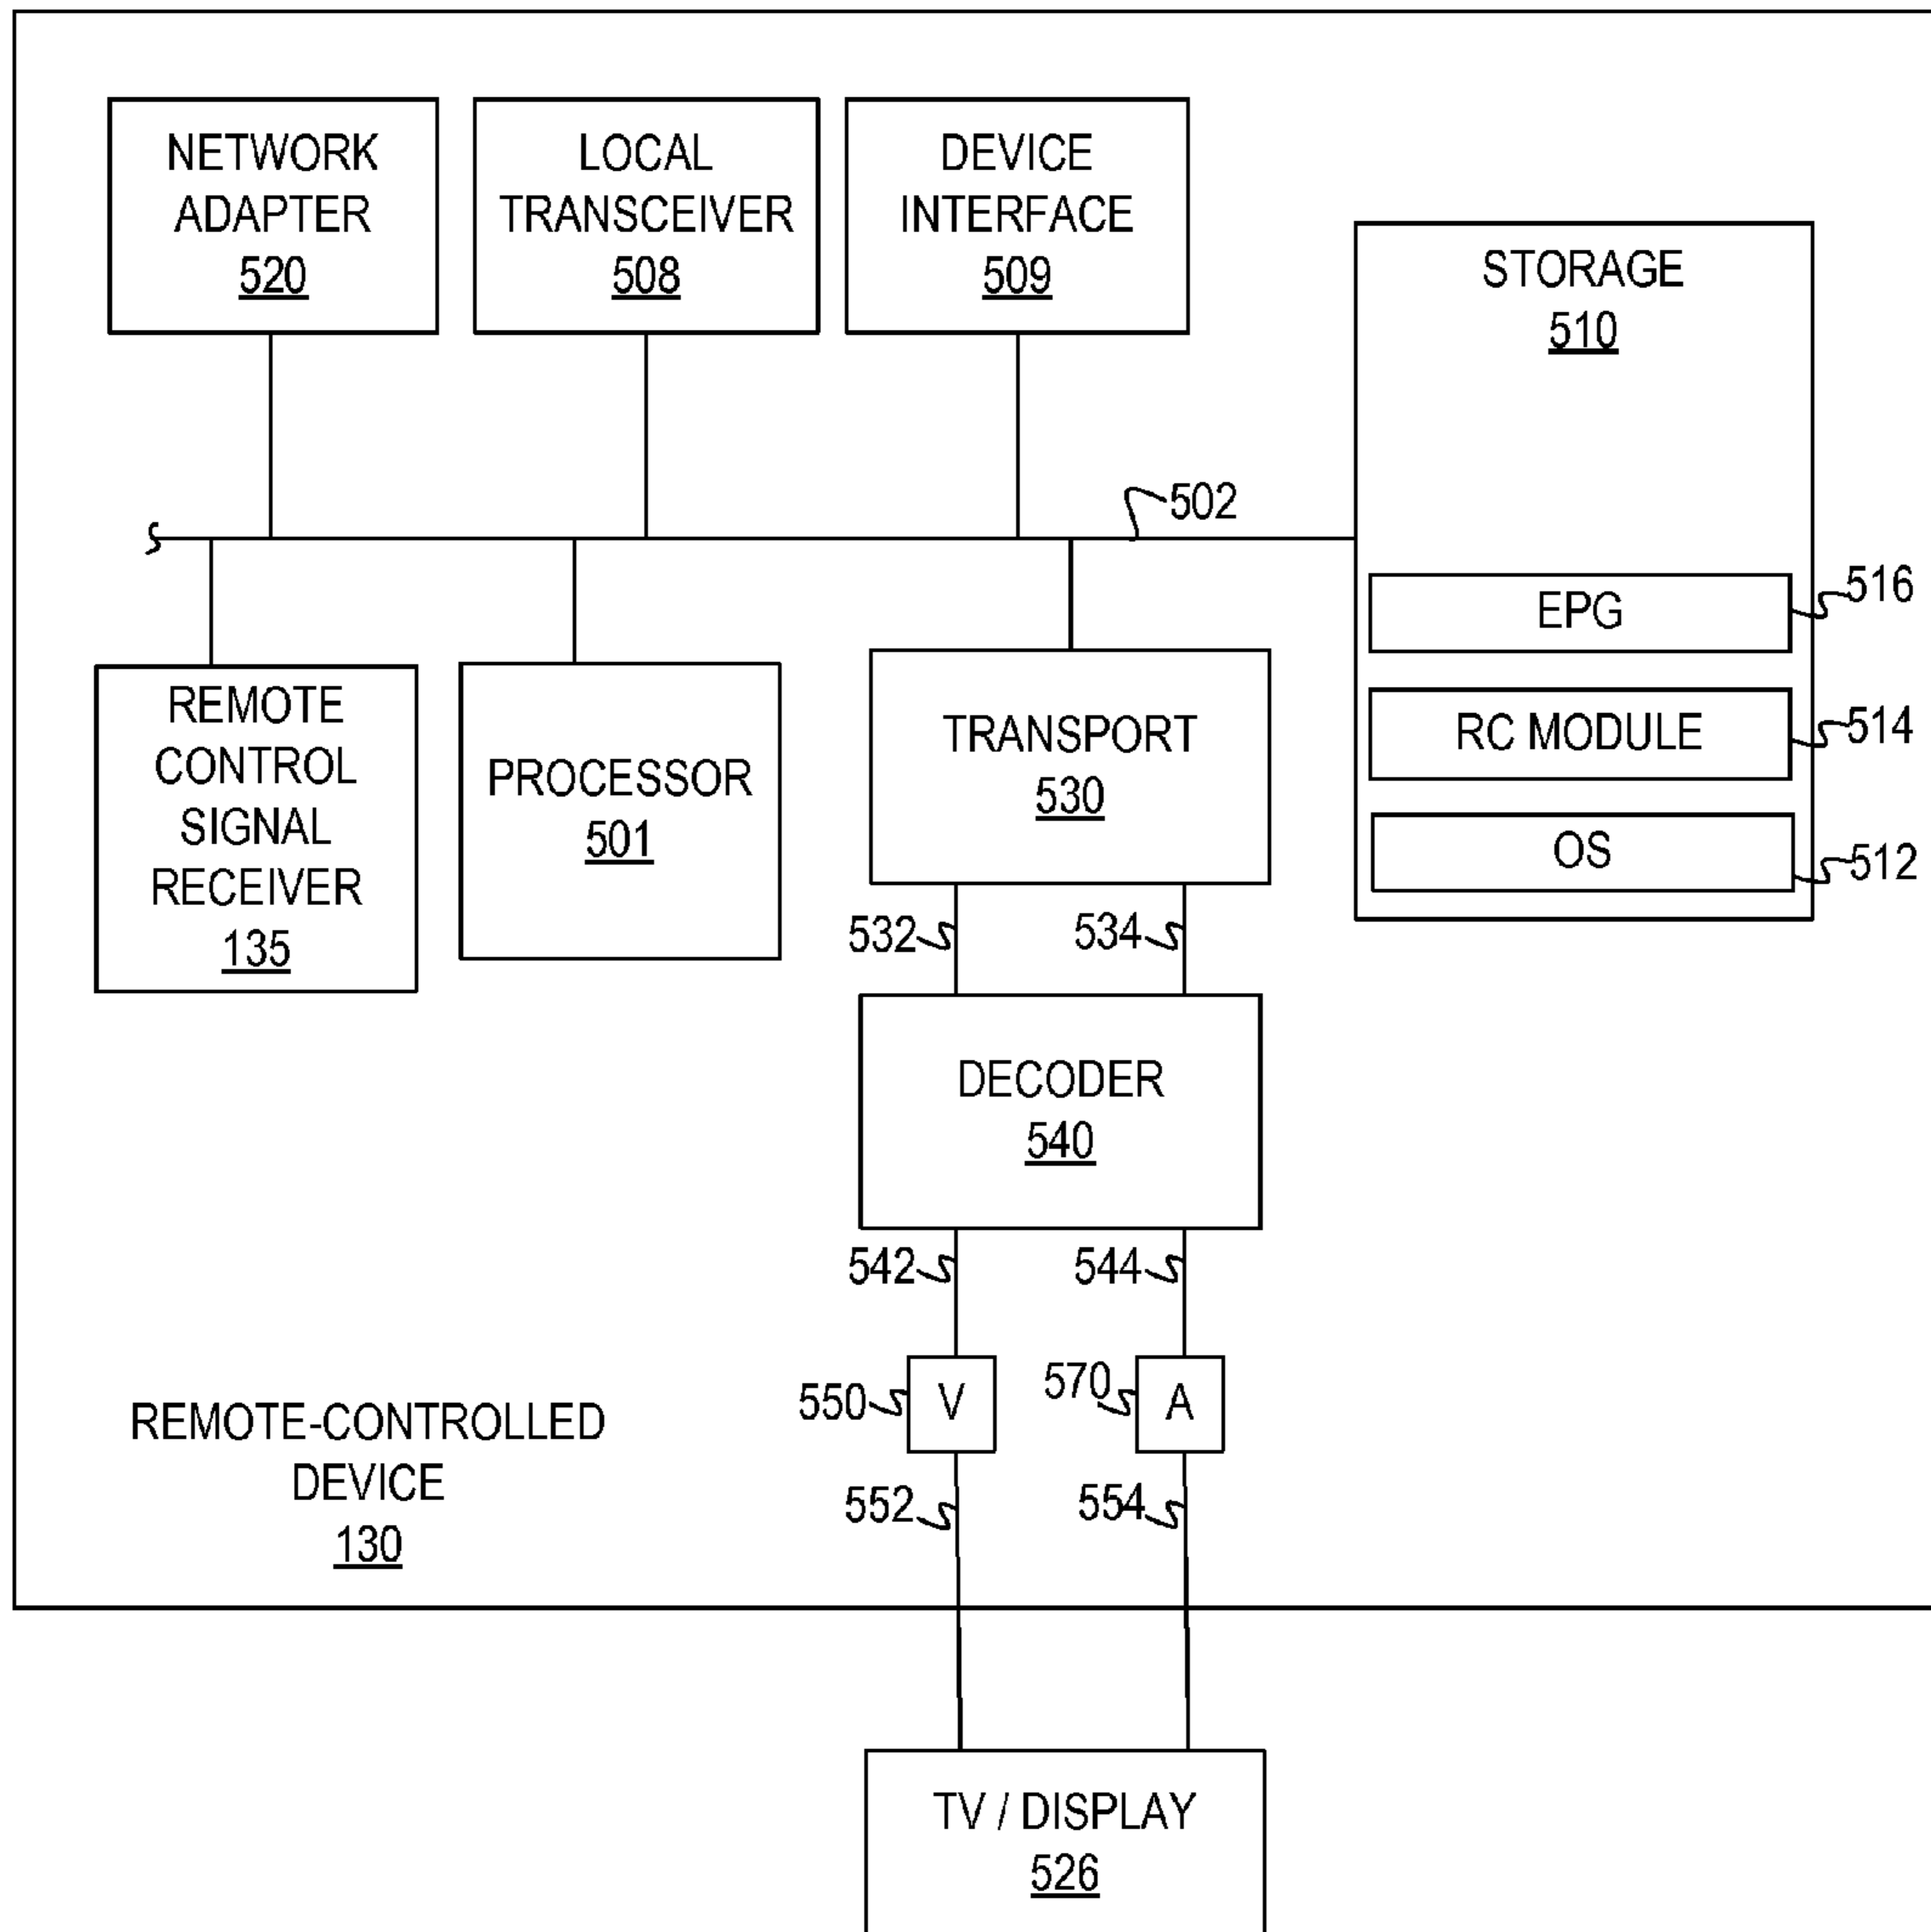 NETWORK
ADAPTER
520
LOCAL
TRANSCEIVER
508
DEVICE
INTERFACE
509
STORAGE
510
502
EPG
516
RC MODULE
514
OS
512
REMOTE
CONTROL
SIGNAL
RECEIVER
135
PROCESSOR
501
TRANSPORT
530
532
534
DECODER
540
542
544
550
V
570
A
552
554
REMOTE-CONTROLLED
DEVICE
130
TV / DISPLAY
526